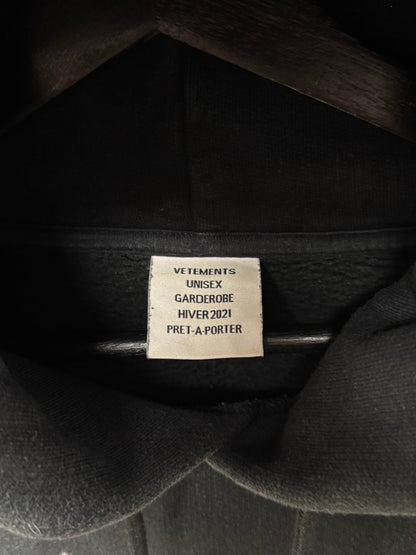 VETEMENTS
UNISEX
GARDEROBE
HIVER 2021
PRET-A-PORTER